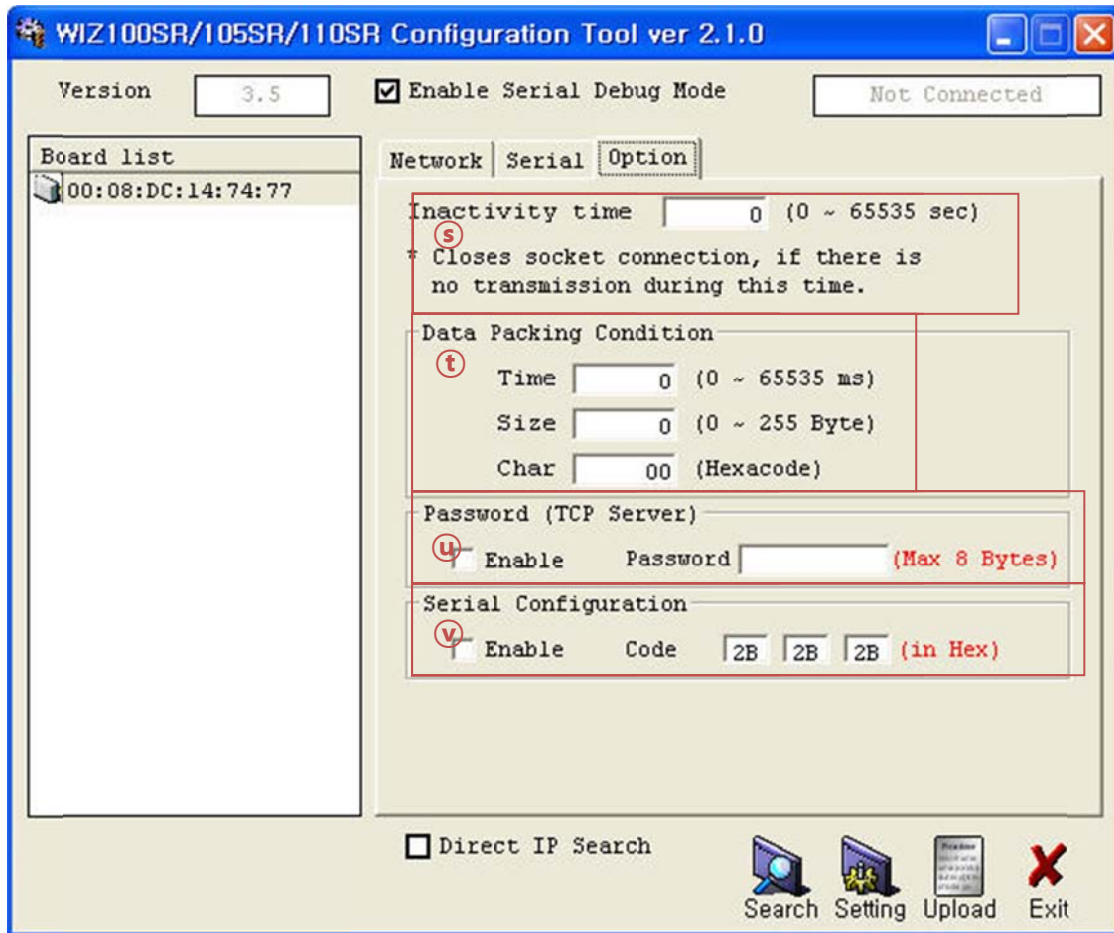 WIZ100SR/105SR/110SR Configuration Tool ver 2.1.0
Version 3.5 Enable Serial Debug Mode Not Connected
Board list
00:08:DC:14:74:77
Network Serial Option
Inactivity time 0 (0 ~ 65535 sec)
ⓢ
* Closes socket connection, if there is
no transmission during this time.
Data Packing Condition
ⓣ
Time 0 (0 ~ 65535 ms)
Size 0 (0 ~ 255 Byte)
Char 00 (Hexacode)
Password (TCP Server)
ⓤ
Enable Password (Max 8 Bytes)
Serial Configuration
ⓥ
Enable Code 2B 2B 2B (in Hex)
Direct IP Search
Search Setting Upload Exit